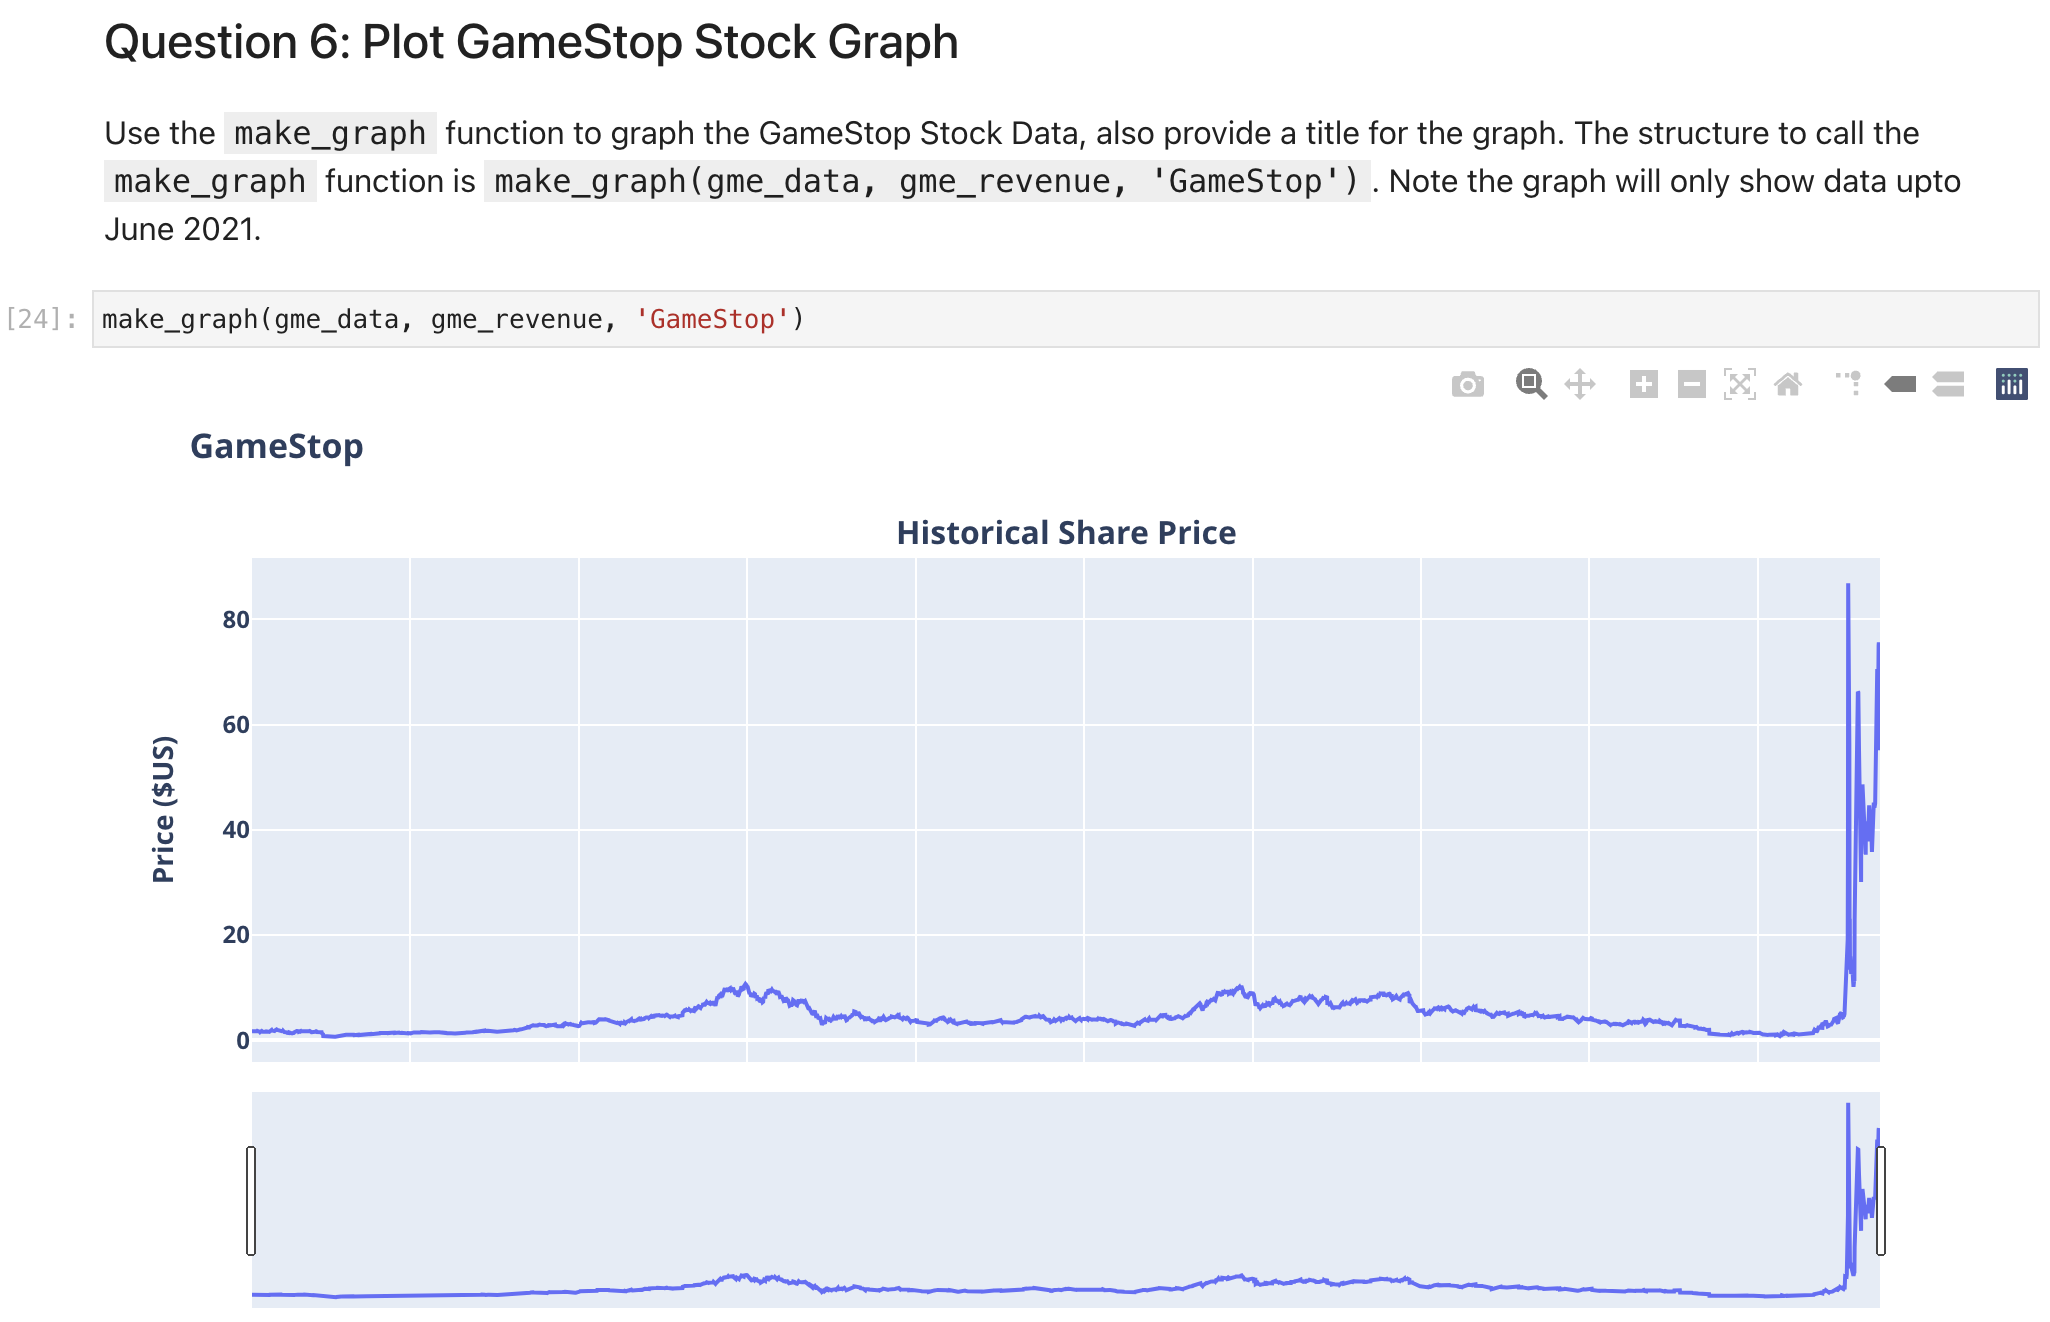 Question 6: Plot GameStop Stock Graph
Use the make_graph function to graph the GameStop Stock Data, also provide a title for the graph. The structure to call the
make_graph function is make_graph(gme_data, gme_revenue, 'GameStop') . Note the graph will only show data upto
June 2021.
[24]: make_graph(gme_data, gme_revenue, 'GameStop')
GameStop
Historical Share Price
80
60
40
20
0
Price ($US)